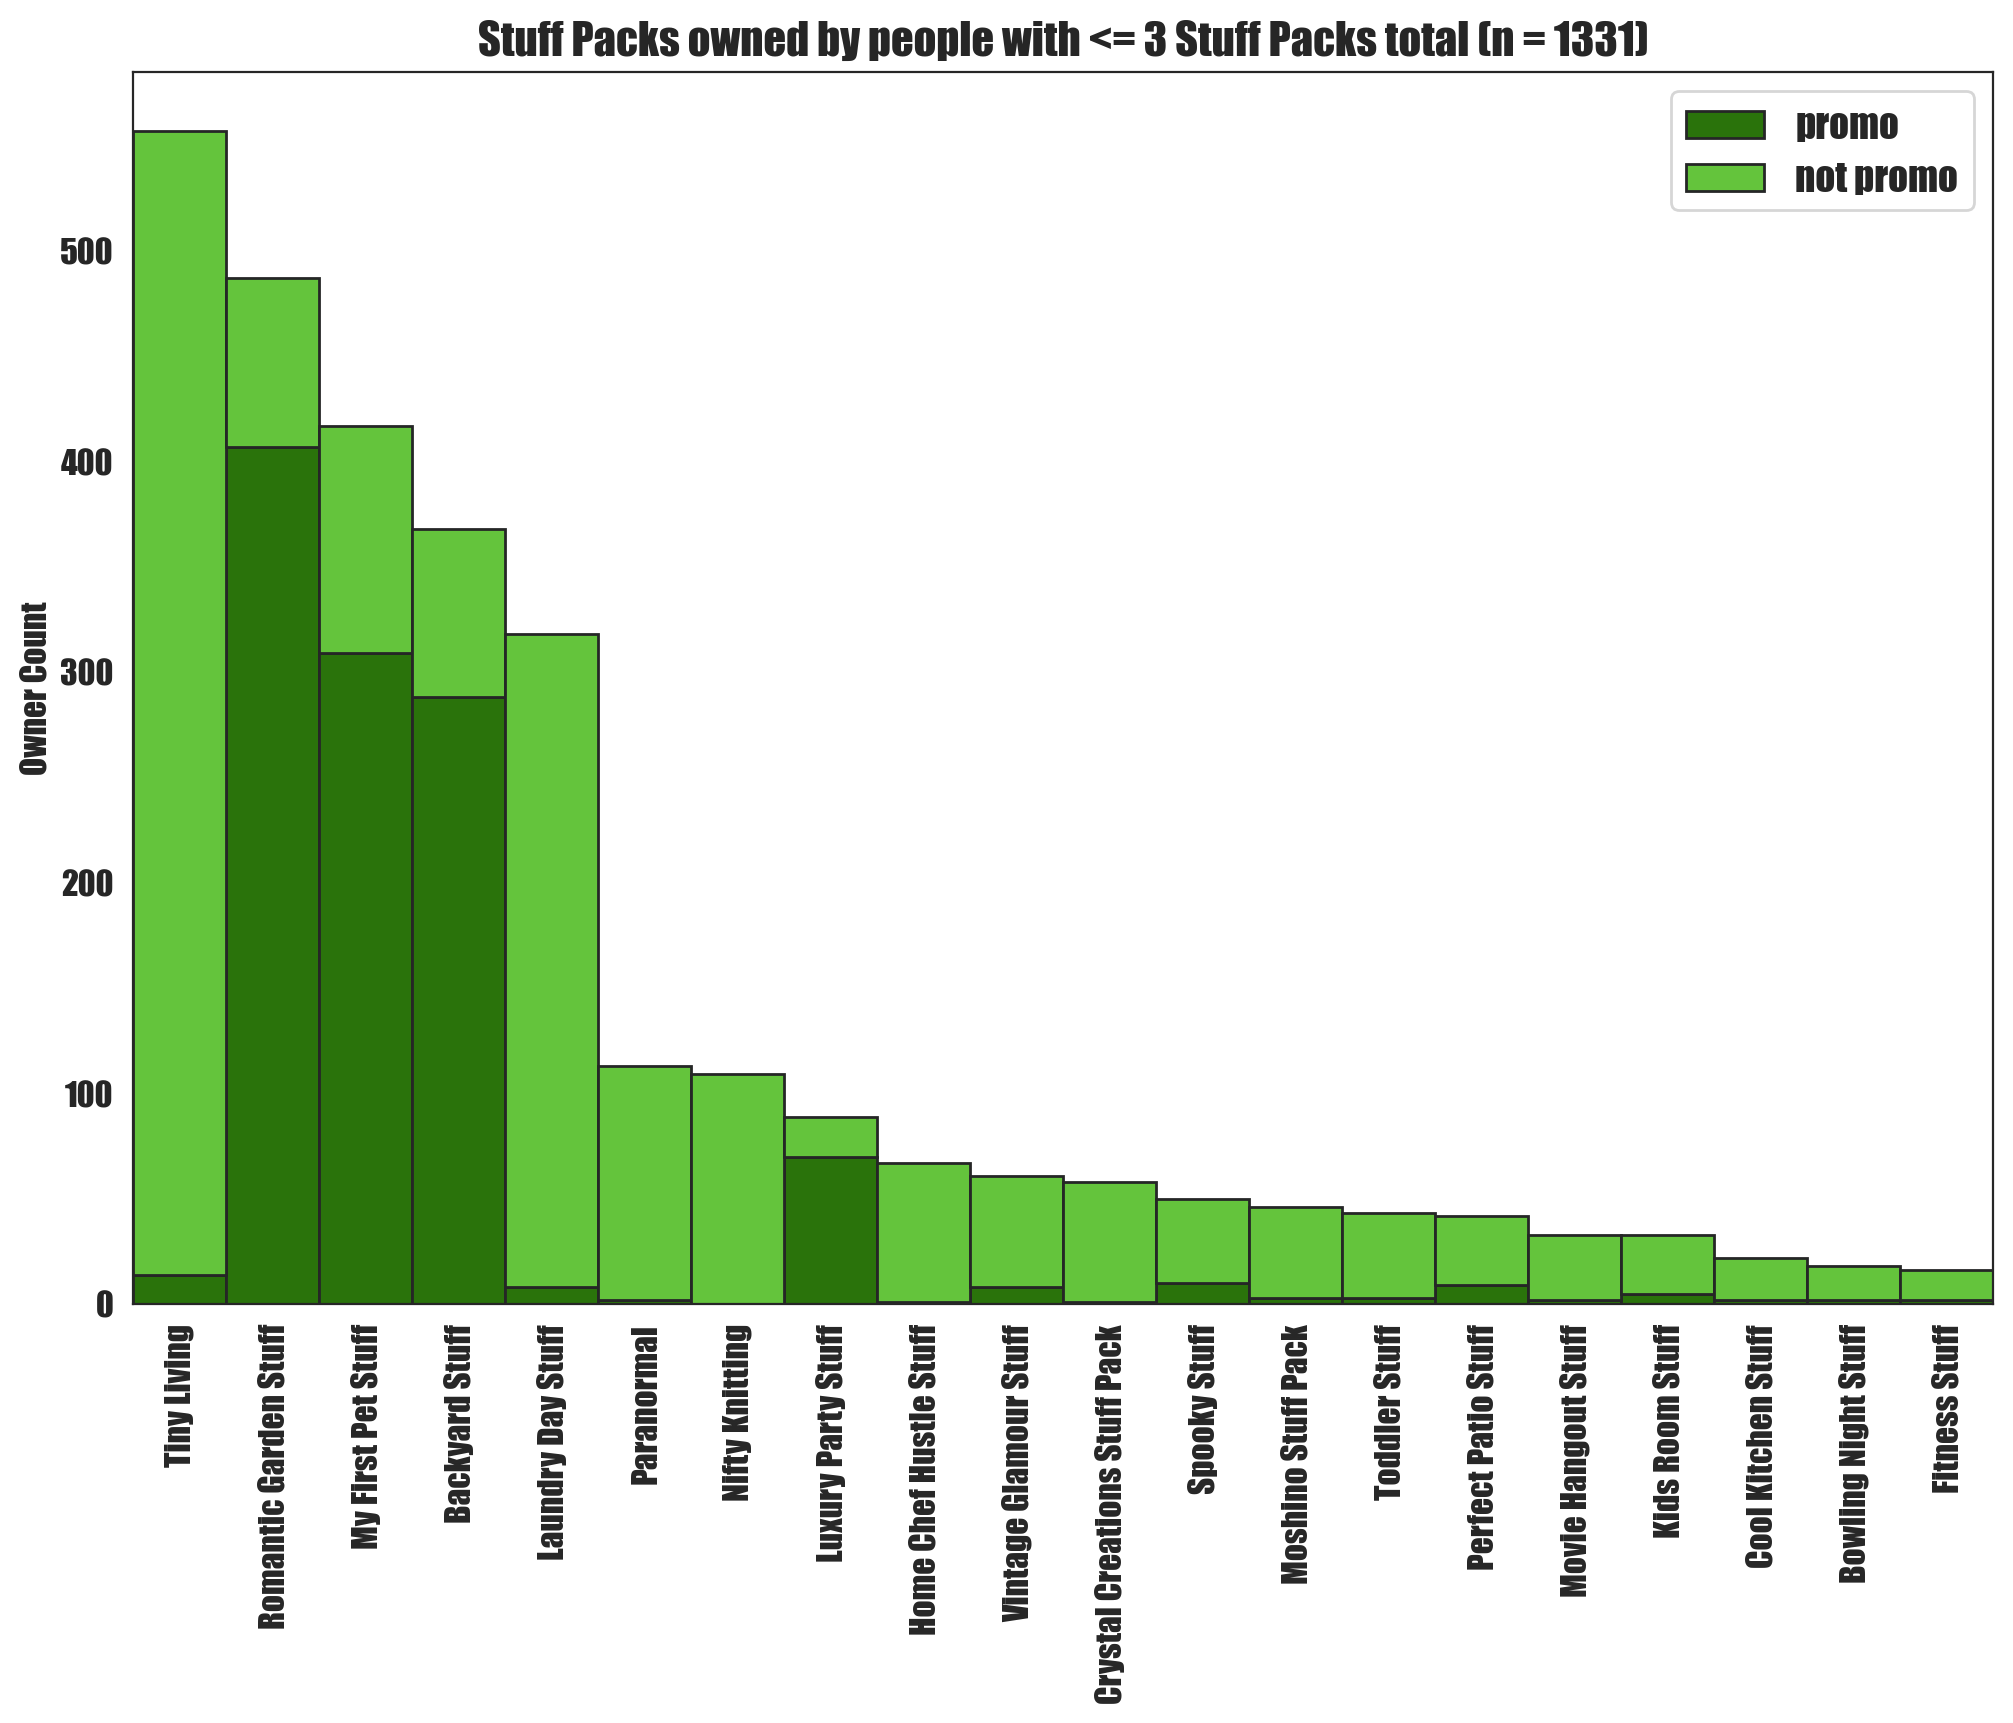 Stuff Packs owned by people with <= 3 Stuff Packs total (n = 1331)
promo
not promo
Owner Count
500
400
300
200
100
0
Tiny Living
Romantic Garden Stuff
My First Pet Stuff
Backyard Stuff
Laundry Day Stuff
Paranormal
Nifty Knitting
Luxury Party Stuff
Home Chef Hustle Stuff
Vintage Glamour Stuff
Crystal Creations Stuff Pack
Spooky Stuff
Moshino Stuff Pack
Toddler Stuff
Perfect Patio Stuff
Movie Hangout Stuff
Kids Room Stuff
Cool Kitchen Stuff
Bowling Night Stuff
Fitness Stuff